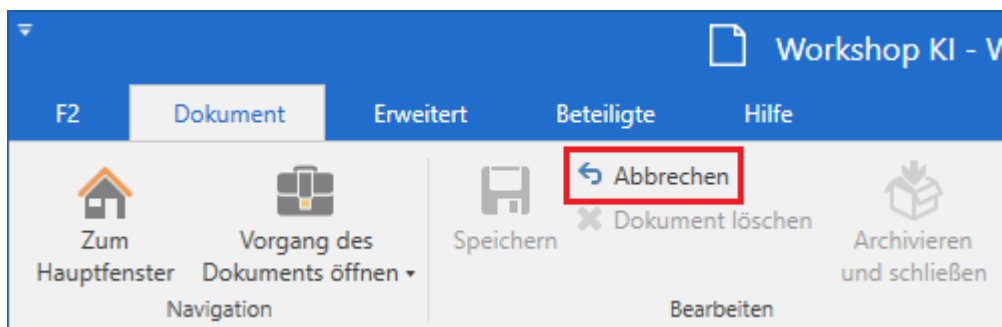 Workshop KI - W
F2 Dokument Erweitert Beteiligte Hilfe
Zum
Hauptfenster
Vorgang des
Dokuments öffnen
Navigation
Speichern
Abbrechen
Dokument löschen
Archivieren
und schließen
Bearbeiten